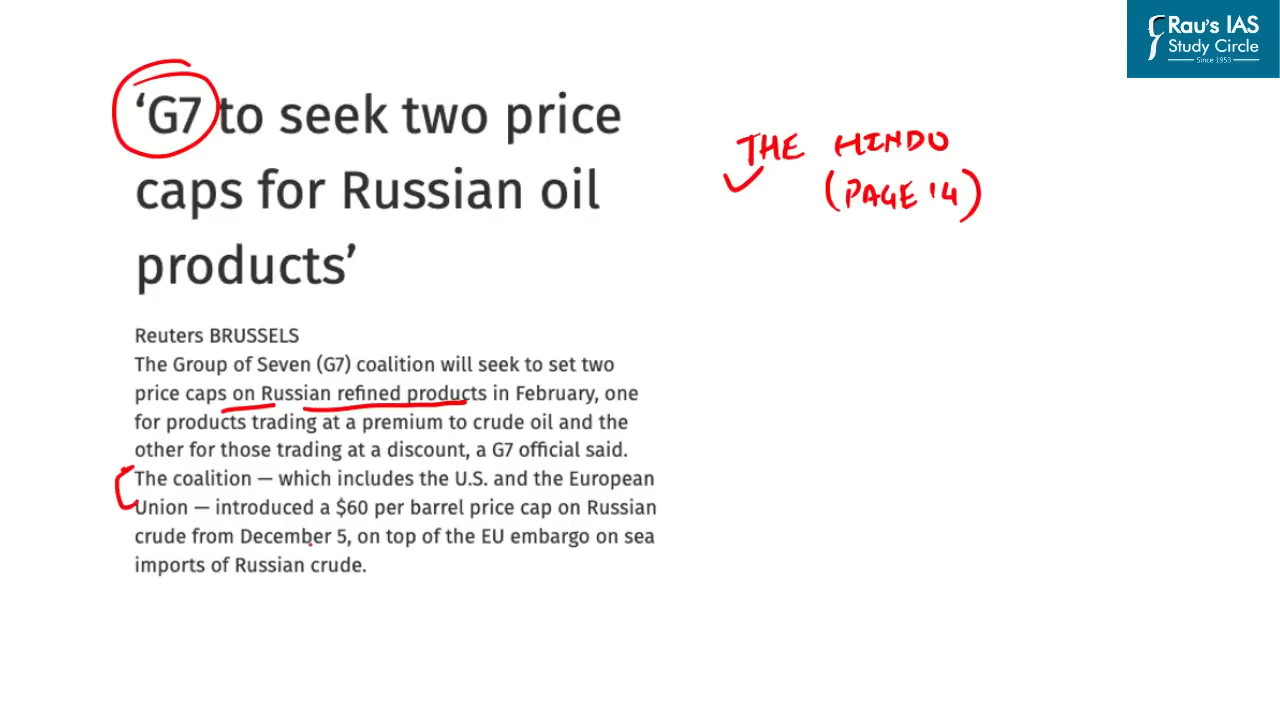 Rau's IAS
Study Circle
Since 1953
‘G7 to seek two price
caps for Russian oil
products’
THE HINDU
(PAGE 14)
Reuters BRUSSELS
The Group of Seven (G7) coalition will seek to set two
price caps on Russian refined products in February, one
for products trading at a premium to crude oil and the
other for those trading at a discount, a G7 official said.
The coalition — which includes the U.S. and the European
Union — introduced a $60 per barrel price cap on Russian
crude from December 5, on top of the EU embargo on sea
imports of Russian crude.